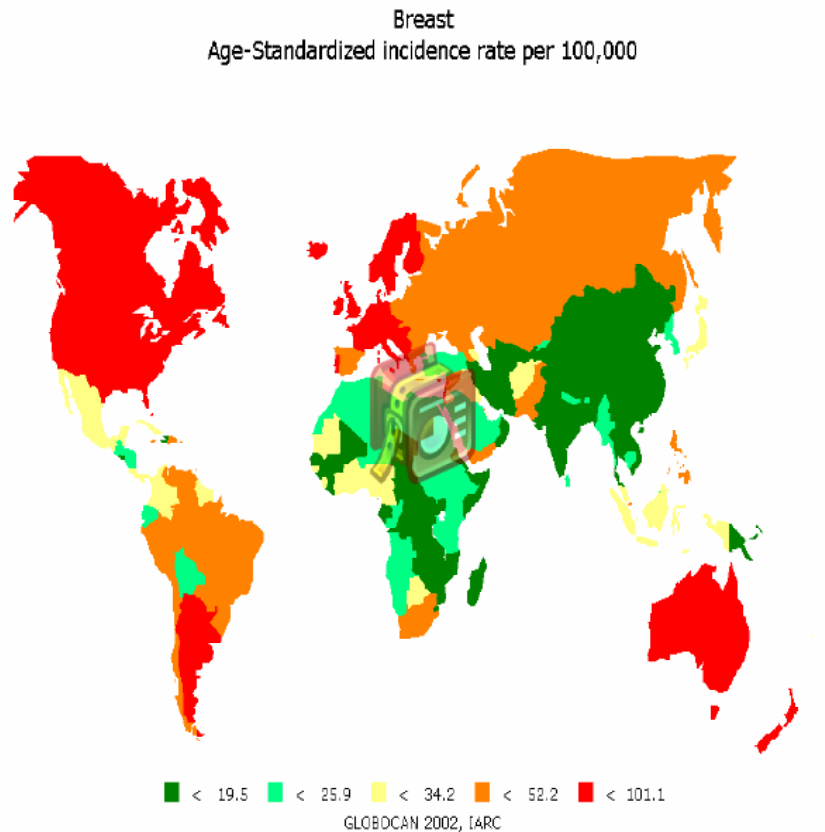 Breast
Age-Standardized incidence rate per 100,000
< 19.5 < 25.9 < 34.2 < 52.2 < 101.1
GLOBOCAN 2002, IARC